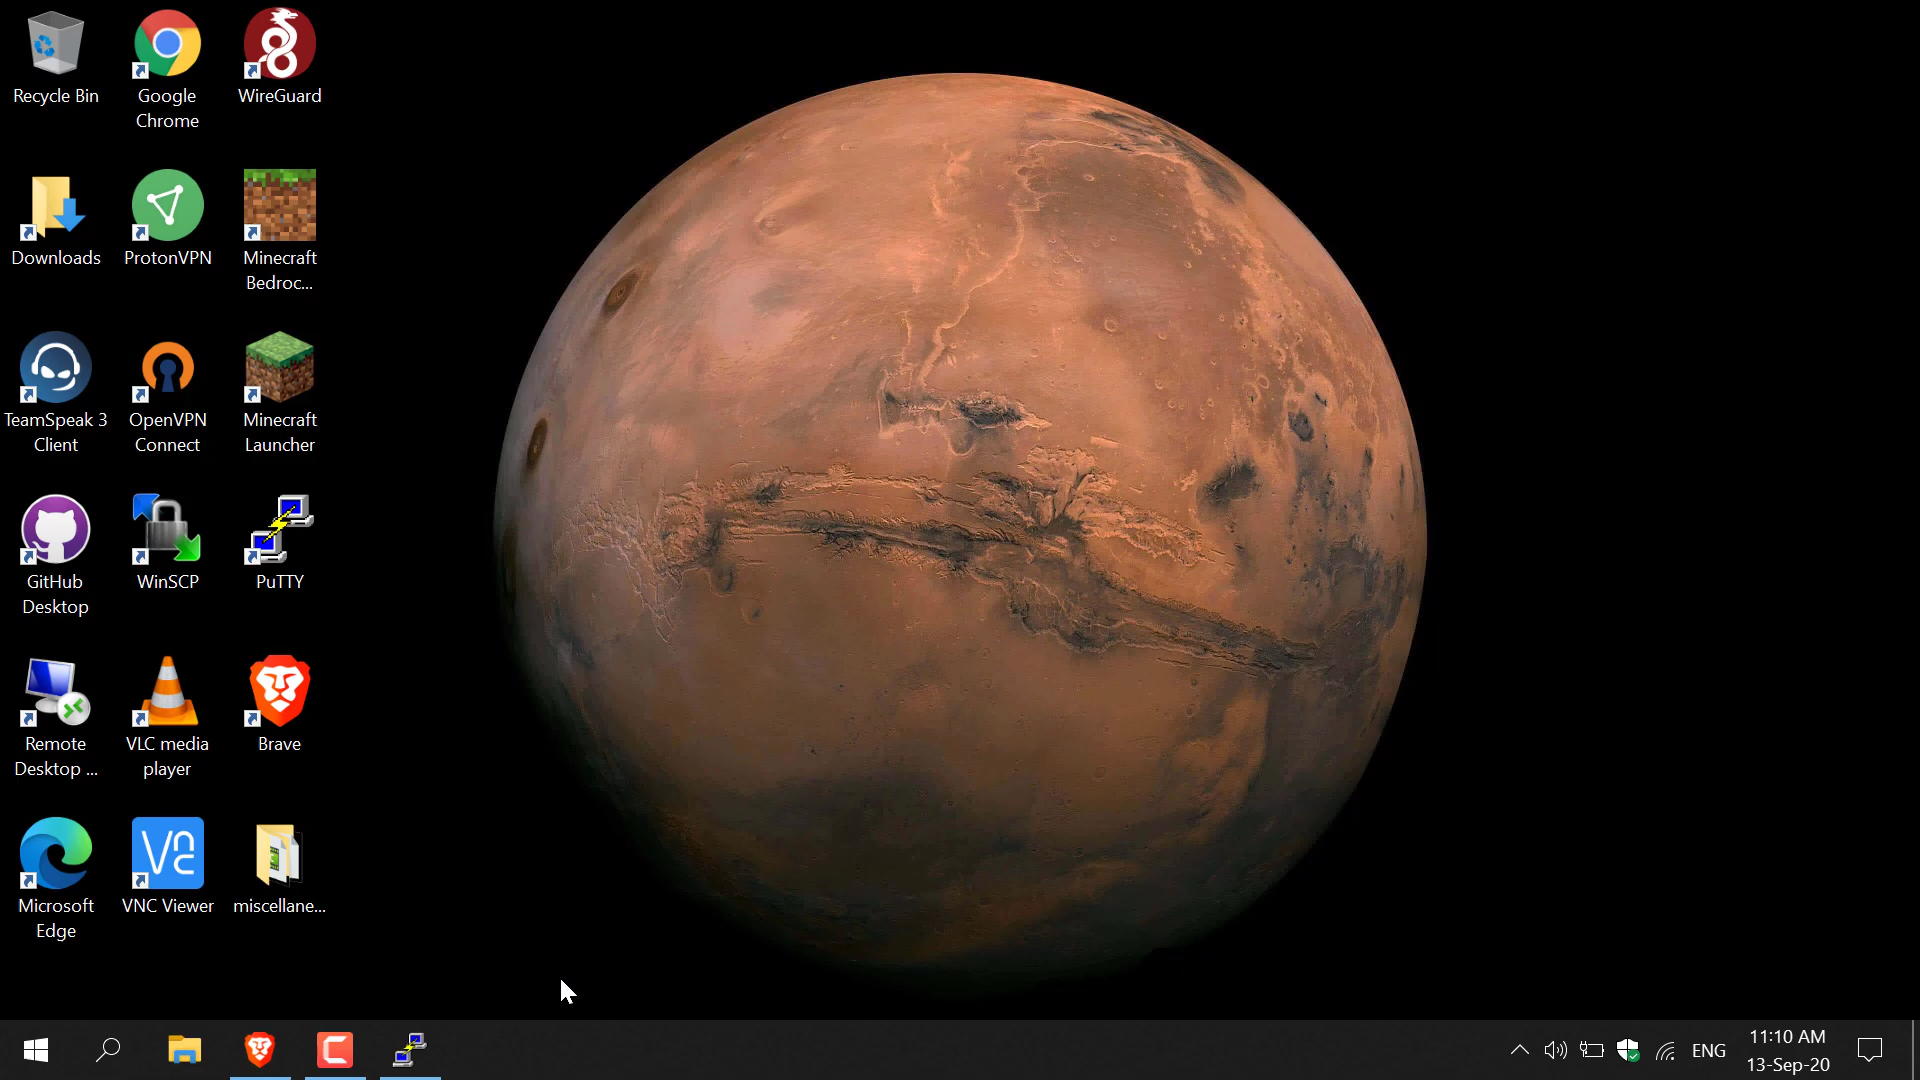 Recycle Bin
Google
Chrome
WireGuard
Downloads
ProtonVPN
Minecraft
Bedroc...
TeamSpeak 3
Client
OpenVPN
Connect
Minecraft
Launcher
GitHub
Desktop
WinSCP
PuTTY
Remote
Desktop ...
VLC media
player
Brave
Microsoft
Edge
VNC Viewer
miscellane...
ENG
11:10 AM
13-Sep-20